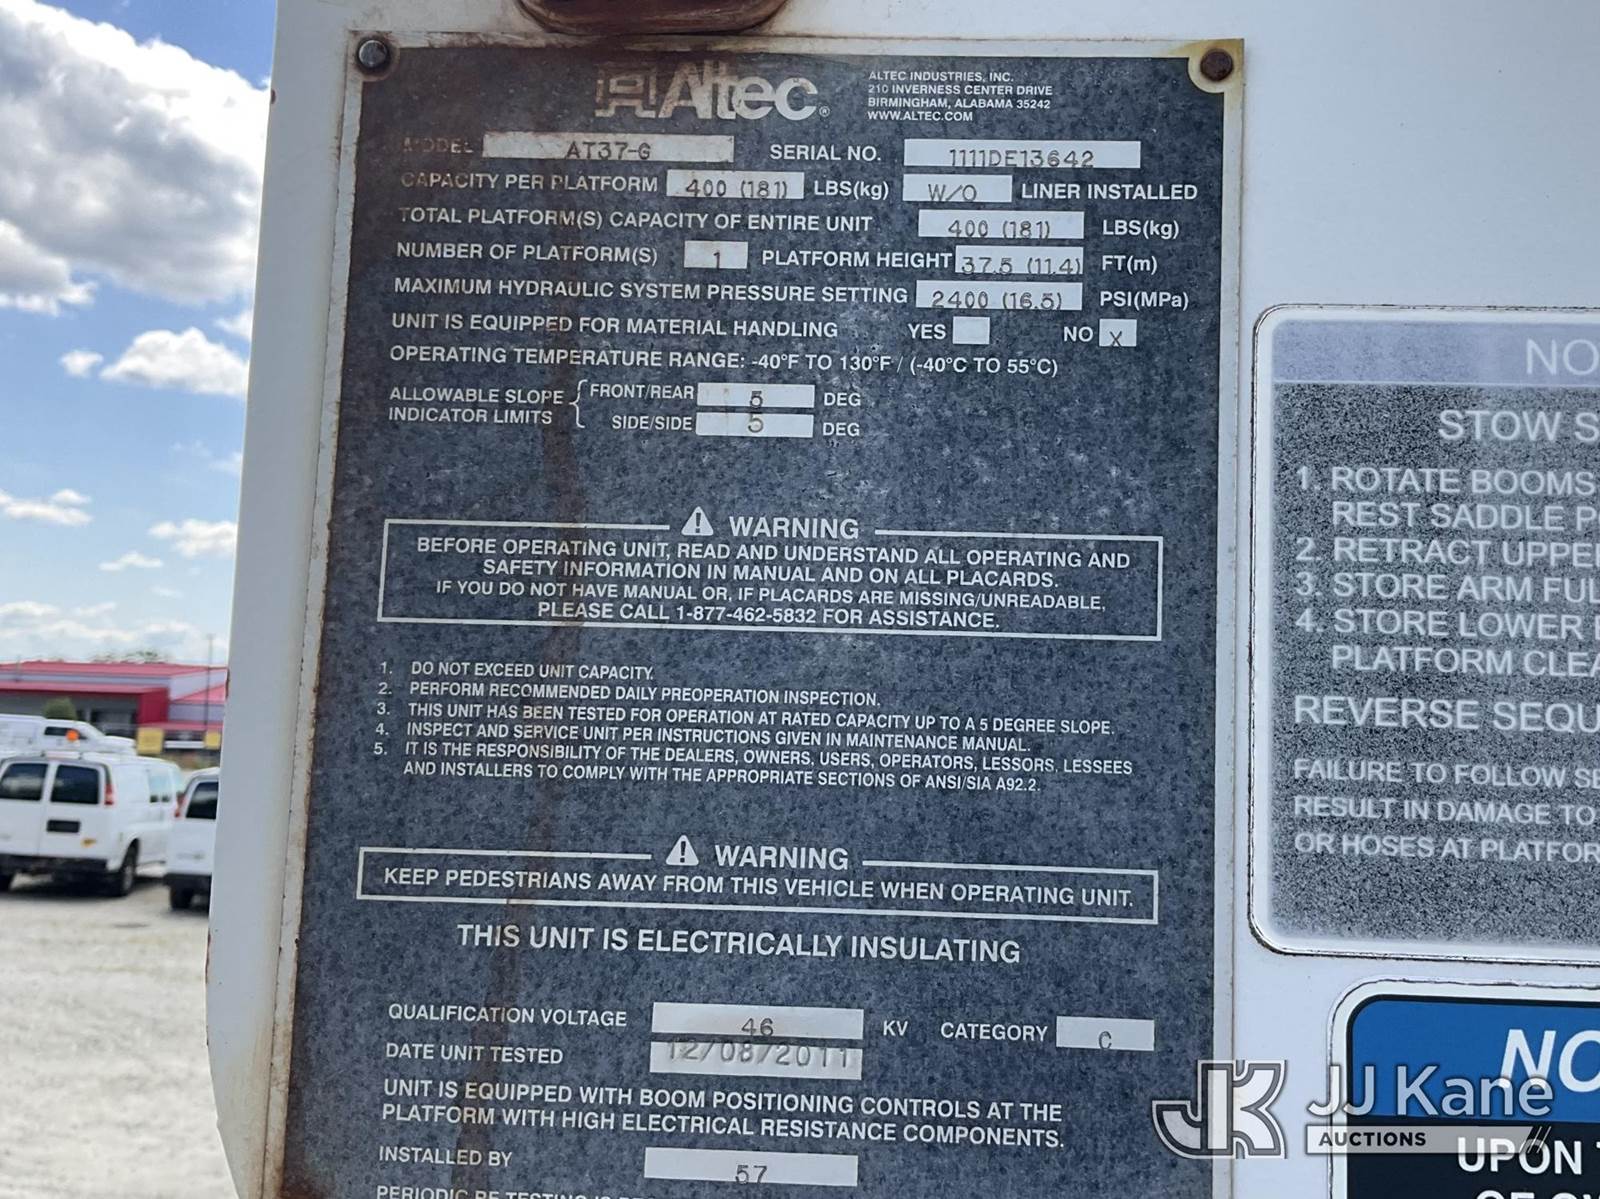 Altec®
ALTEC INDUSTRIES, INC.
210 INVERNESS CENTER DRIVE
BIRMINGHAM, ALABAMA 35242
WWW.ALTEC.COM
MODEL AT37-G SERIAL NO. 1111DE13642
CAPACITY PER PLATFORM 400 (181) LBS(kg) W/O LINER INSTALLED
TOTAL PLATFORM(S) CAPACITY OF ENTIRE UNIT 400 (181) LBS(kg)
NUMBER OF PLATFORM(S) 1 PLATFORM HEIGHT 37.5 (11.4) FT(m)
MAXIMUM HYDRAULIC SYSTEM PRESSURE SETTING 2400 (16.5) PSI(MPa)
UNIT IS EQUIPPED FOR MATERIAL HANDLING YES NO X
OPERATING TEMPERATURE RANGE: -40°F TO 130°F / (-40°C TO 55°C)
ALLOWABLE SLOPE INDICATOR LIMITS
FRONT/REAR 5 DEG
SIDE/SIDE 5 DEG
⚠ WARNING
BEFORE OPERATING UNIT, READ AND UNDERSTAND ALL OPERATING AND
SAFETY INFORMATION IN MANUAL AND ON ALL PLACARDS.
IF YOU DO NOT HAVE MANUAL OR, IF PLACARDS ARE MISSING/UNREADABLE,
PLEASE CALL 1-877-462-5832 FOR ASSISTANCE.
1. DO NOT EXCEED UNIT CAPACITY.
2. PERFORM RECOMMENDED DAILY PREOPERATION INSPECTION.
3. THIS UNIT HAS BEEN TESTED FOR OPERATION AT RATED CAPACITY UP TO A 5 DEGREE SLOPE.
4. INSPECT AND SERVICE UNIT PER INSTRUCTIONS GIVEN IN MAINTENANCE MANUAL.
5. IT IS THE RESPONSIBILITY OF THE DEALERS, OWNERS, USERS, OPERATORS, LESSORS, LESSEES
AND INSTALLERS TO COMPLY WITH THE APPROPRIATE SECTIONS OF ANSI/SIA A92.2.
⚠ WARNING
KEEP PEDESTRIANS AWAY FROM THIS VEHICLE WHEN OPERATING UNIT.
THIS UNIT IS ELECTRICALLY INSULATING
QUALIFICATION VOLTAGE 46 KV CATEGORY C
DATE UNIT TESTED 12/08/2011
UNIT IS EQUIPPED WITH BOOM POSITIONING CONTROLS AT THE
PLATFORM WITH HIGH ELECTRICAL RESISTANCE COMPONENTS.
INSTALLED BY 57
PERIODIC RE-TESTING IS
NO
STOW S
1. ROTATE BOOMS
REST SADDLE P
2. RETRACT UPPER
3. STORE ARM FUL
4. STORE LOWER
PLATFORM CLEA
REVERSE SEQU
FAILURE TO FOLLOW SE
RESULT IN DAMAGE TO
OR HOSES AT PLATFOR
NO
UPON
JK JJ Kane
AUCTIONS